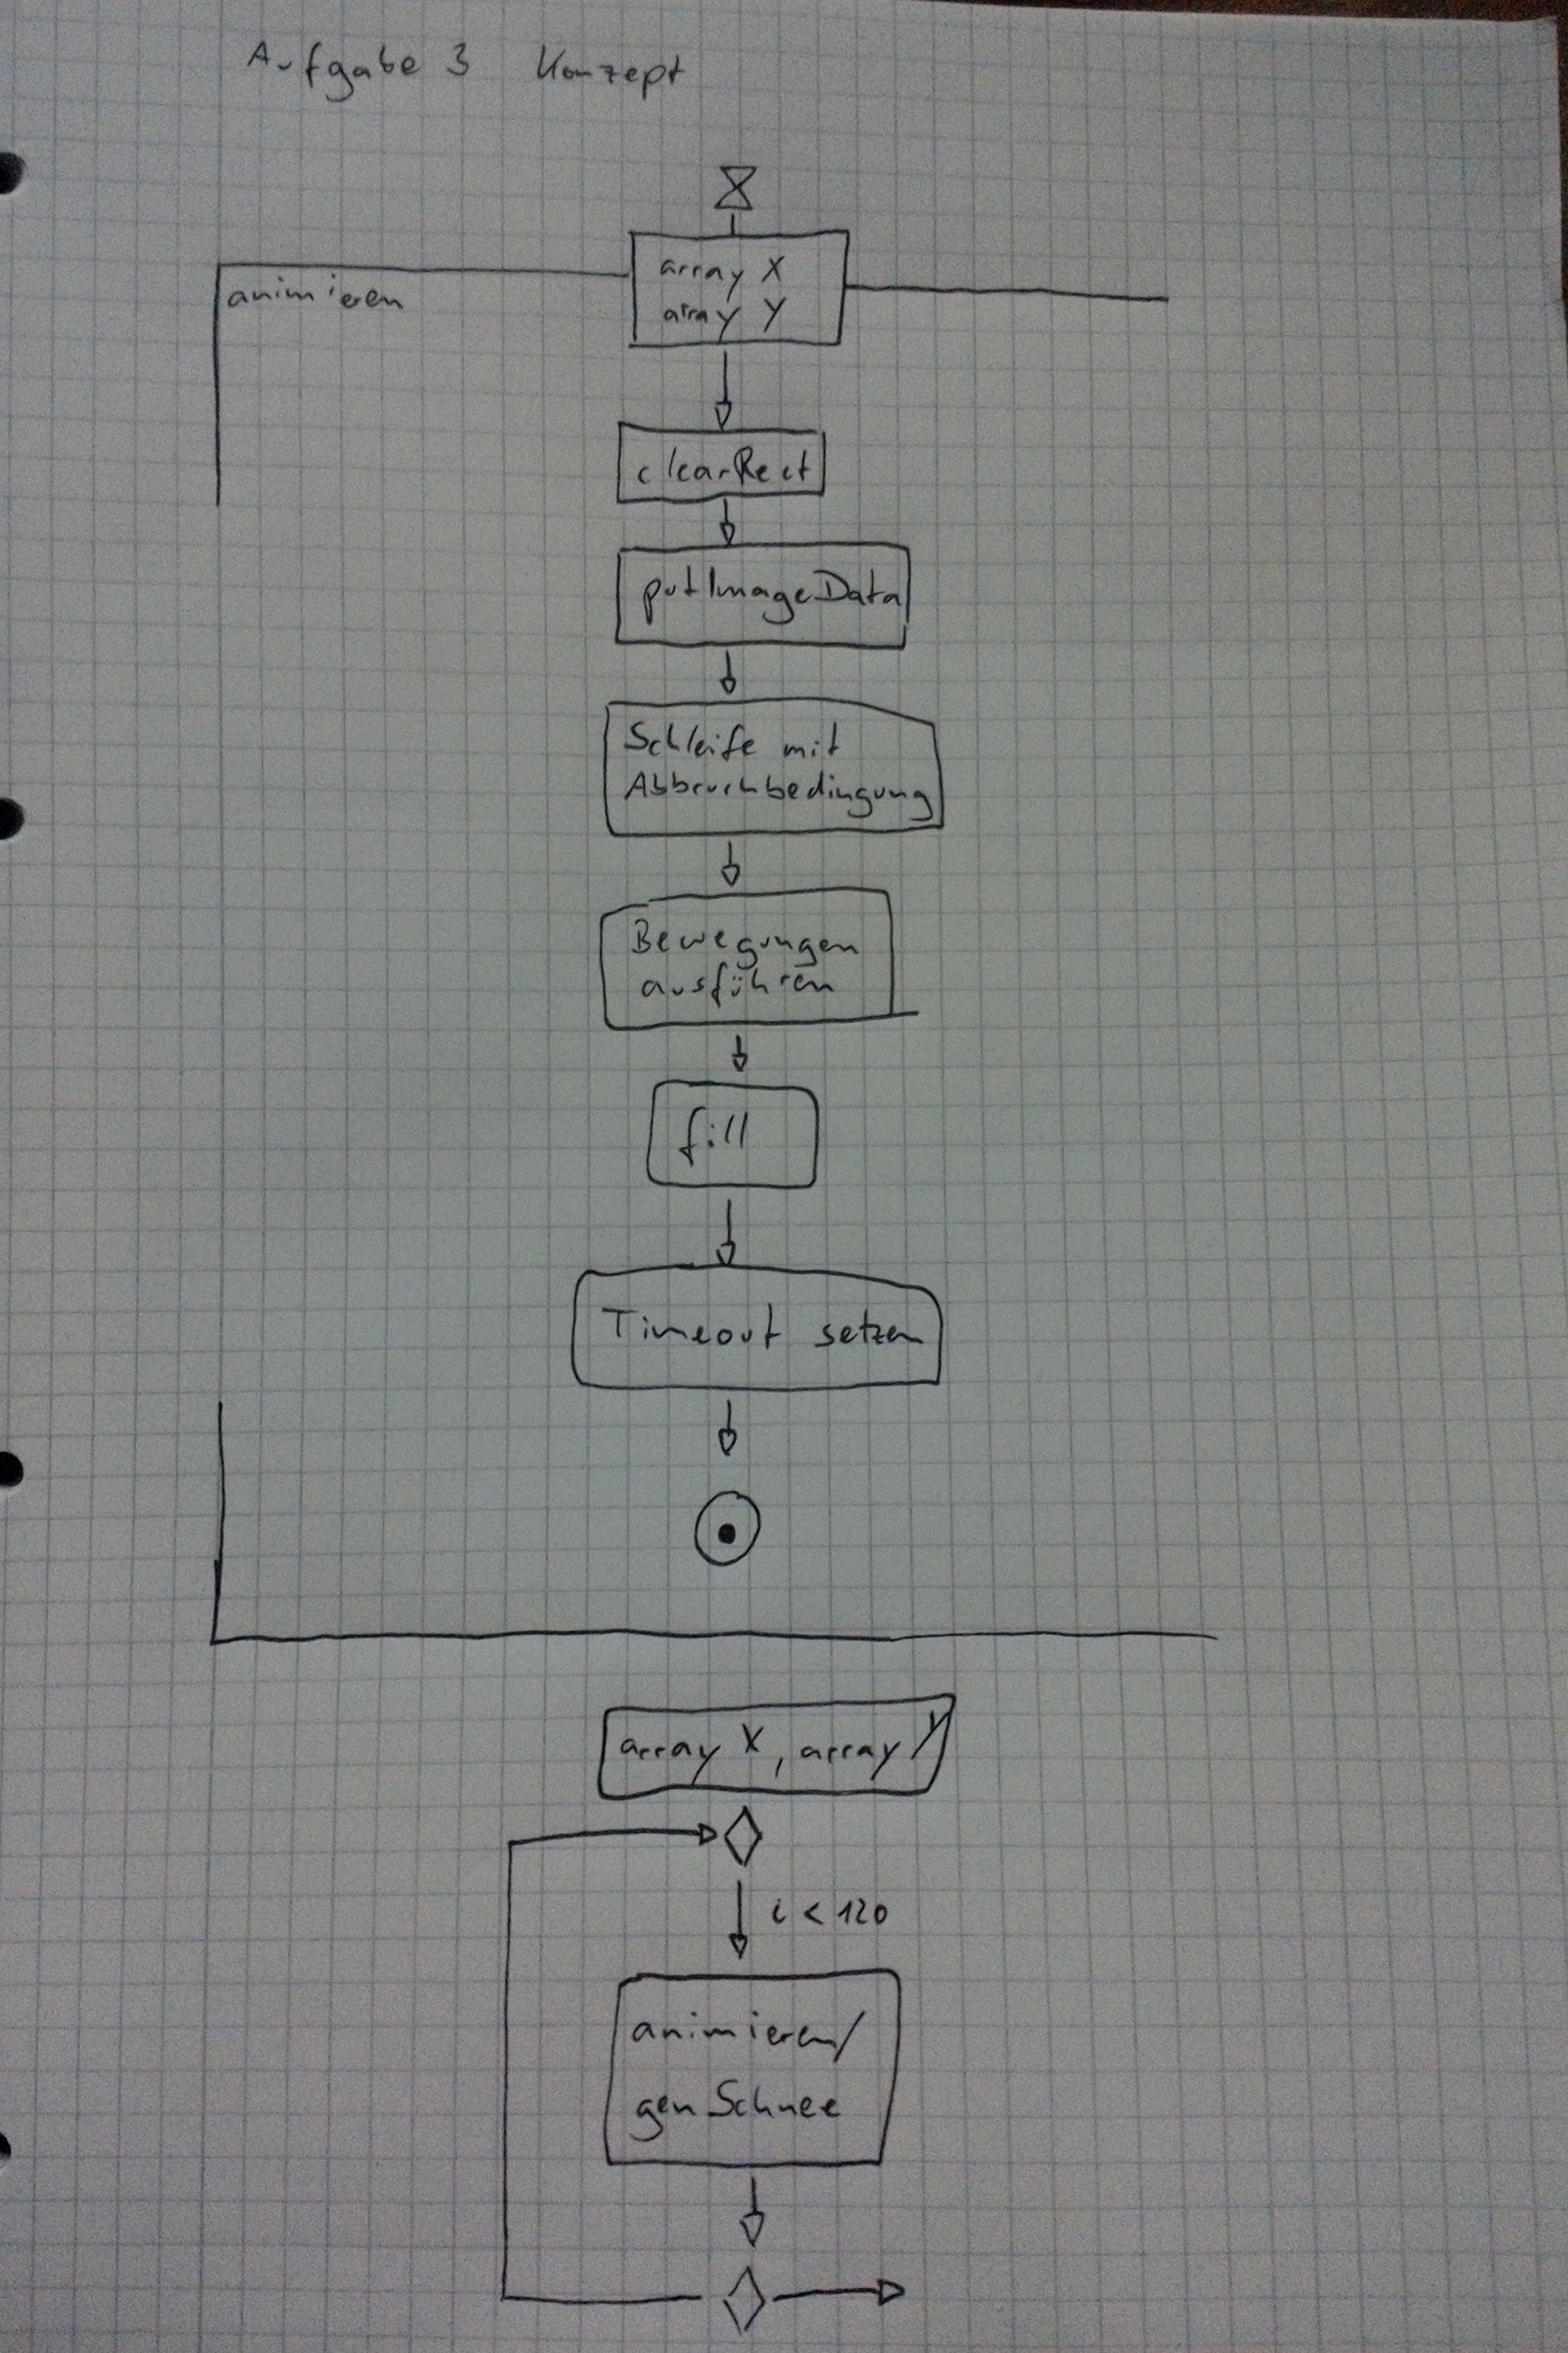 Aufgabe 3 Konzept
array X
array Y
animieren
clearRect
putImageData
Schleife mit
Abbruchbedingung
Bewegungen
ausführen
fill
Timeout setzen
array X, array Y
i < 120
animieren/
genSchnee